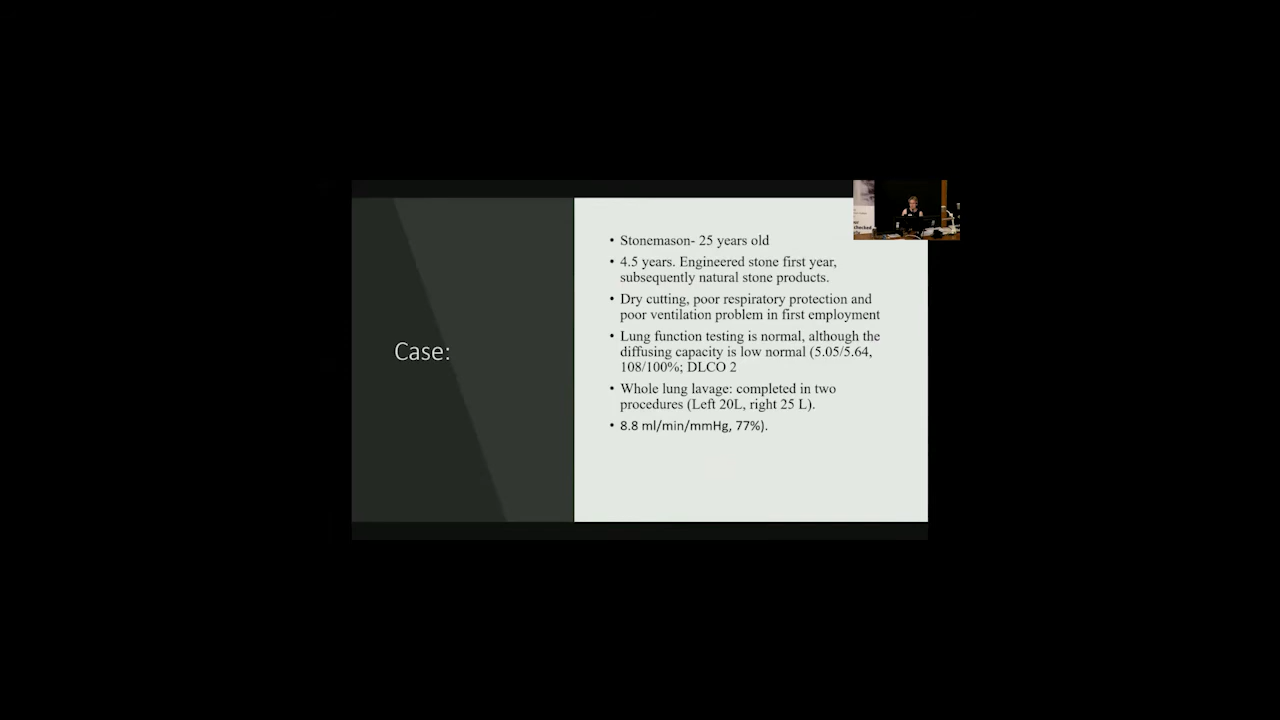 Case:
• Stonemason- 25 years old
• 4.5 years. Engineered stone first year,
subsequently natural stone products.
• Dry cutting, poor respiratory protection and
poor ventilation problem in first employment
• Lung function testing is normal, although the
diffusing capacity is low normal (5.05/5.64,
108/100%; DLCO 2
• Whole lung lavage: completed in two
procedures (Left 20L, right 25 L).
• 8.8 ml/min/mmHg, 77%).